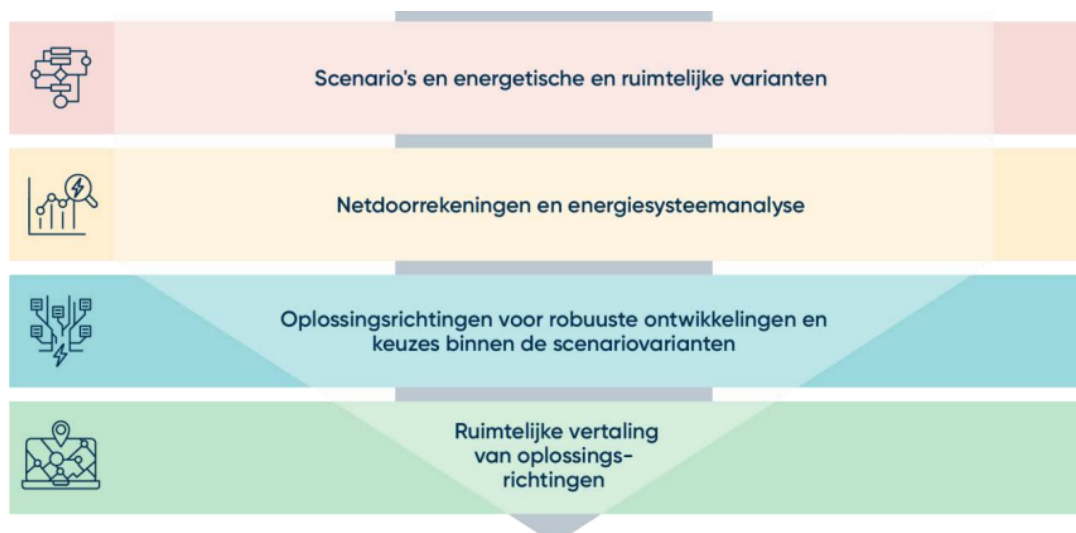 Scenario's en energetische en ruimtelijke varianten
Netdoorrekeningen en energiesysteemanalyse
Oplossingsrichtingen voor robuuste ontwikkelingen en
keuzes binnen de scenariovarianten
Ruimtelijke vertaling
van oplossings-
richtingen